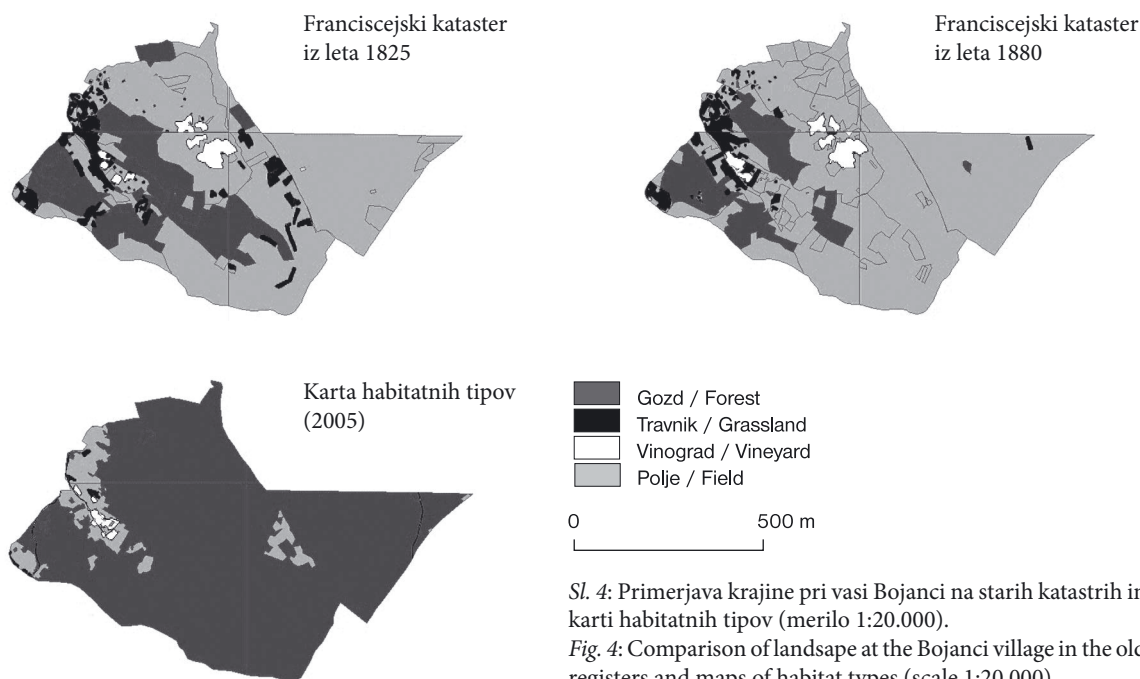 Franciscejski kataster
iz leta 1825
Franciscejski kataster
iz leta 1880
Karta habitatnih tipov
(2005)
Gozd / Forest
Travnik / Grassland
Vinograd / Vineyard
Polje / Field
0 500 m
Sl. 4: Primerjava krajine pri vasi Bojanci na starih katastrih in
karti habitatnih tipov (merilo 1:20.000).
Fig. 4: Comparison of landsape at the Bojanci village in the old
registers and maps of habitat types (scale 1:20.000).